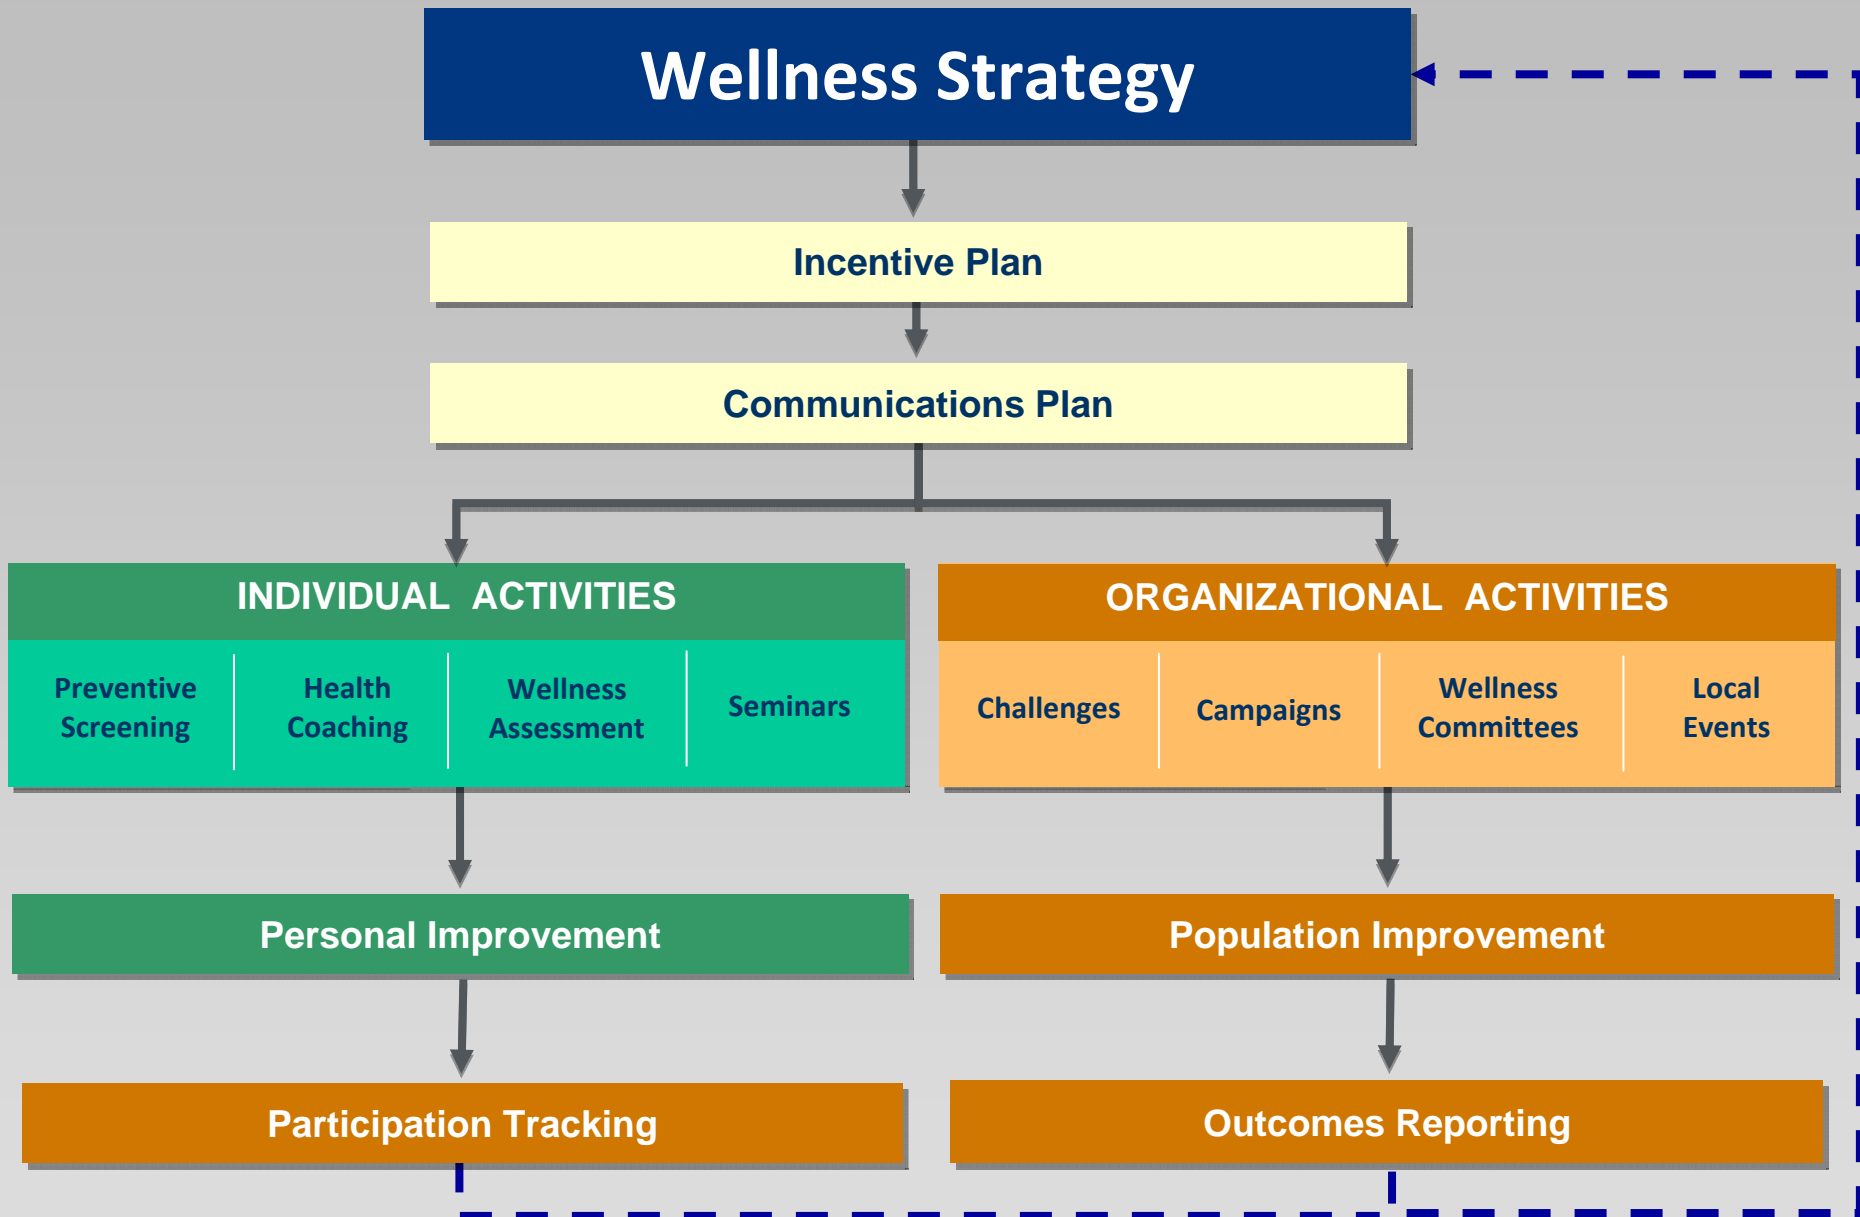 Wellness Strategy
Incentive Plan
Communications Plan
INDIVIDUAL ACTIVITIES
Preventive
Screening
Health
Coaching
Wellness
Assessment
Seminars
ORGANIZATIONAL ACTIVITIES
Challenges
Campaigns
Wellness
Committees
Local
Events
Personal Improvement
Population Improvement
Participation Tracking
Outcomes Reporting